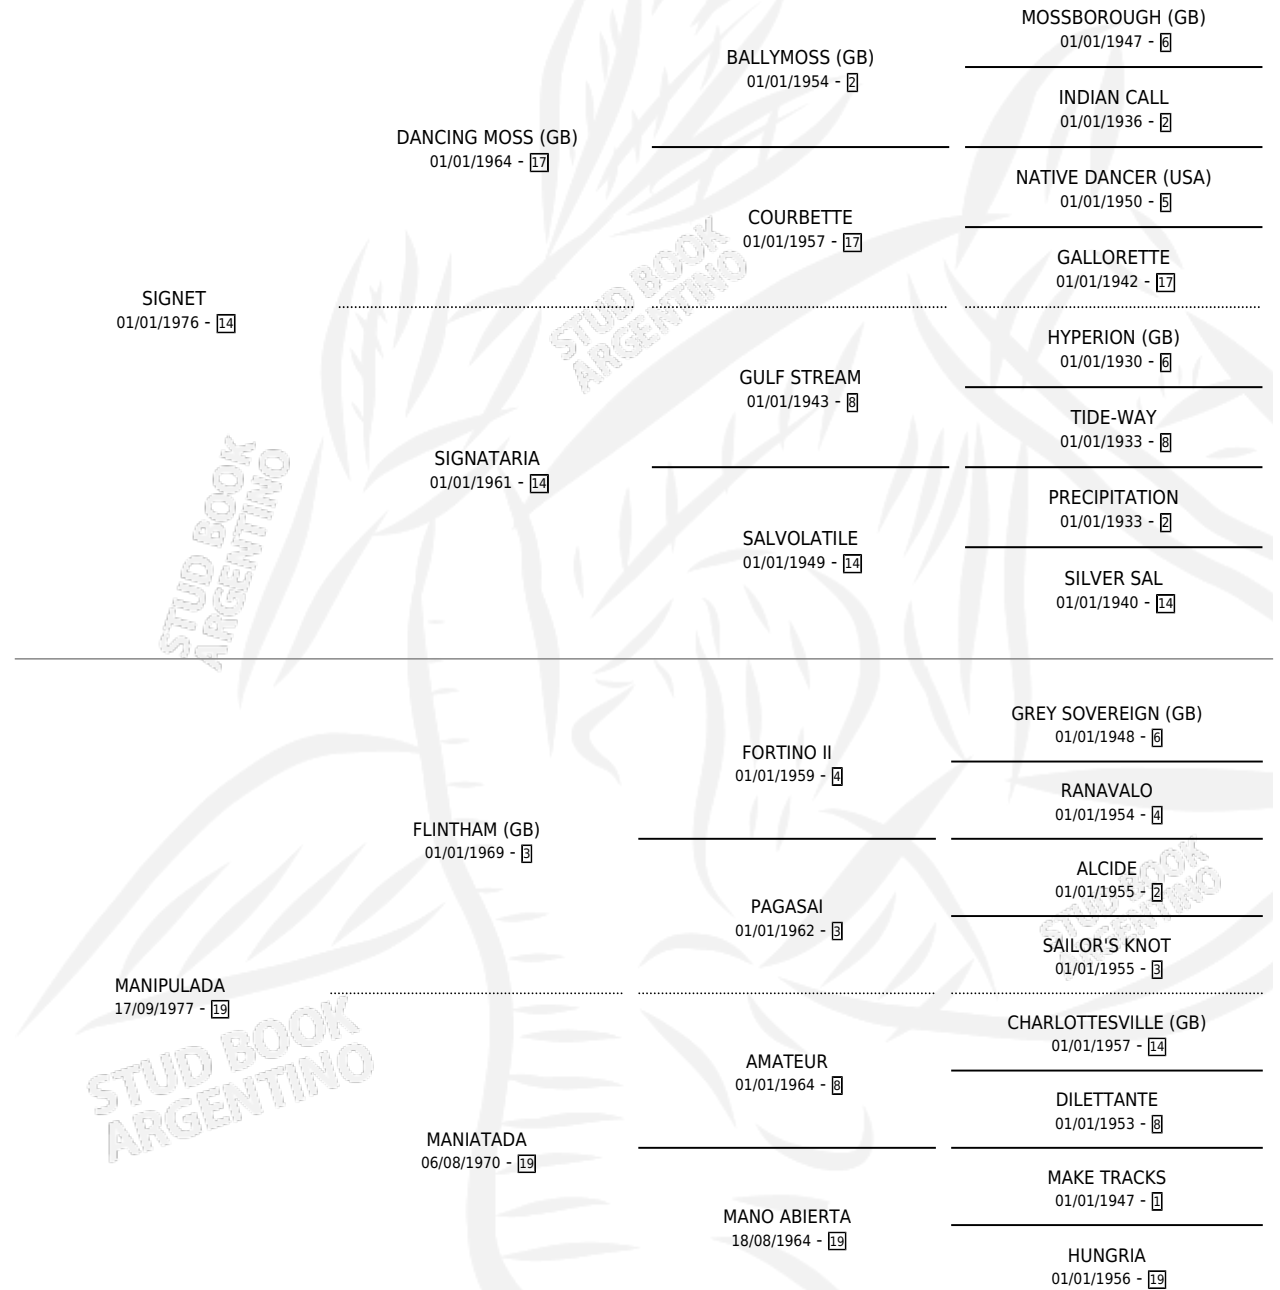 MOSSBOROUGH (GB)
01/01/1947 - 6
BALLYMOSS (GB)
01/01/1954 - 2
INDIAN CALL
01/01/1936 - 2
DANCING MOSS (GB)
01/01/1964 - 17
NATIVE DANCER (USA)
01/01/1950 - 5
COURBETTE
01/01/1957 - 17
GALLORETTE
01/01/1942 - 17
SIGNET
01/01/1976 - 14
HYPERION (GB)
01/01/1930 - 6
GULF STREAM
01/01/1943 - 8
TIDE-WAY
01/01/1933 - 8
SIGNATARIA
01/01/1961 - 14
PRECIPITATION
01/01/1933 - 2
SALVOLATILE
01/01/1949 - 14
SILVER SAL
01/01/1940 - 14
GREY SOVEREIGN (GB)
01/01/1948 - 6
FORTINO II
01/01/1959 - 4
RANAVALO
01/01/1954 - 4
FLINTHAM (GB)
01/01/1969 - 3
ALCIDE
01/01/1955 - 2
PAGASAI
01/01/1962 - 3
SAILOR'S KNOT
01/01/1955 - 3
MANIPULADA
17/09/1977 - 19
CHARLOTTESVILLE (GB)
01/01/1957 - 14
AMATEUR
01/01/1964 - 8
DILETTANTE
01/01/1953 - 8
MANIATADA
06/08/1970 - 19
MAKE TRACKS
01/01/1947 - 1
MANO ABIERTA
18/08/1964 - 19
HUNGRIA
01/01/1956 - 19
STUD BOOK
ARGENTINO
STUD BOOK
ARGENTINO
STUD BOOK
ARGENTINO
STUD BOOK
ARGENTINO